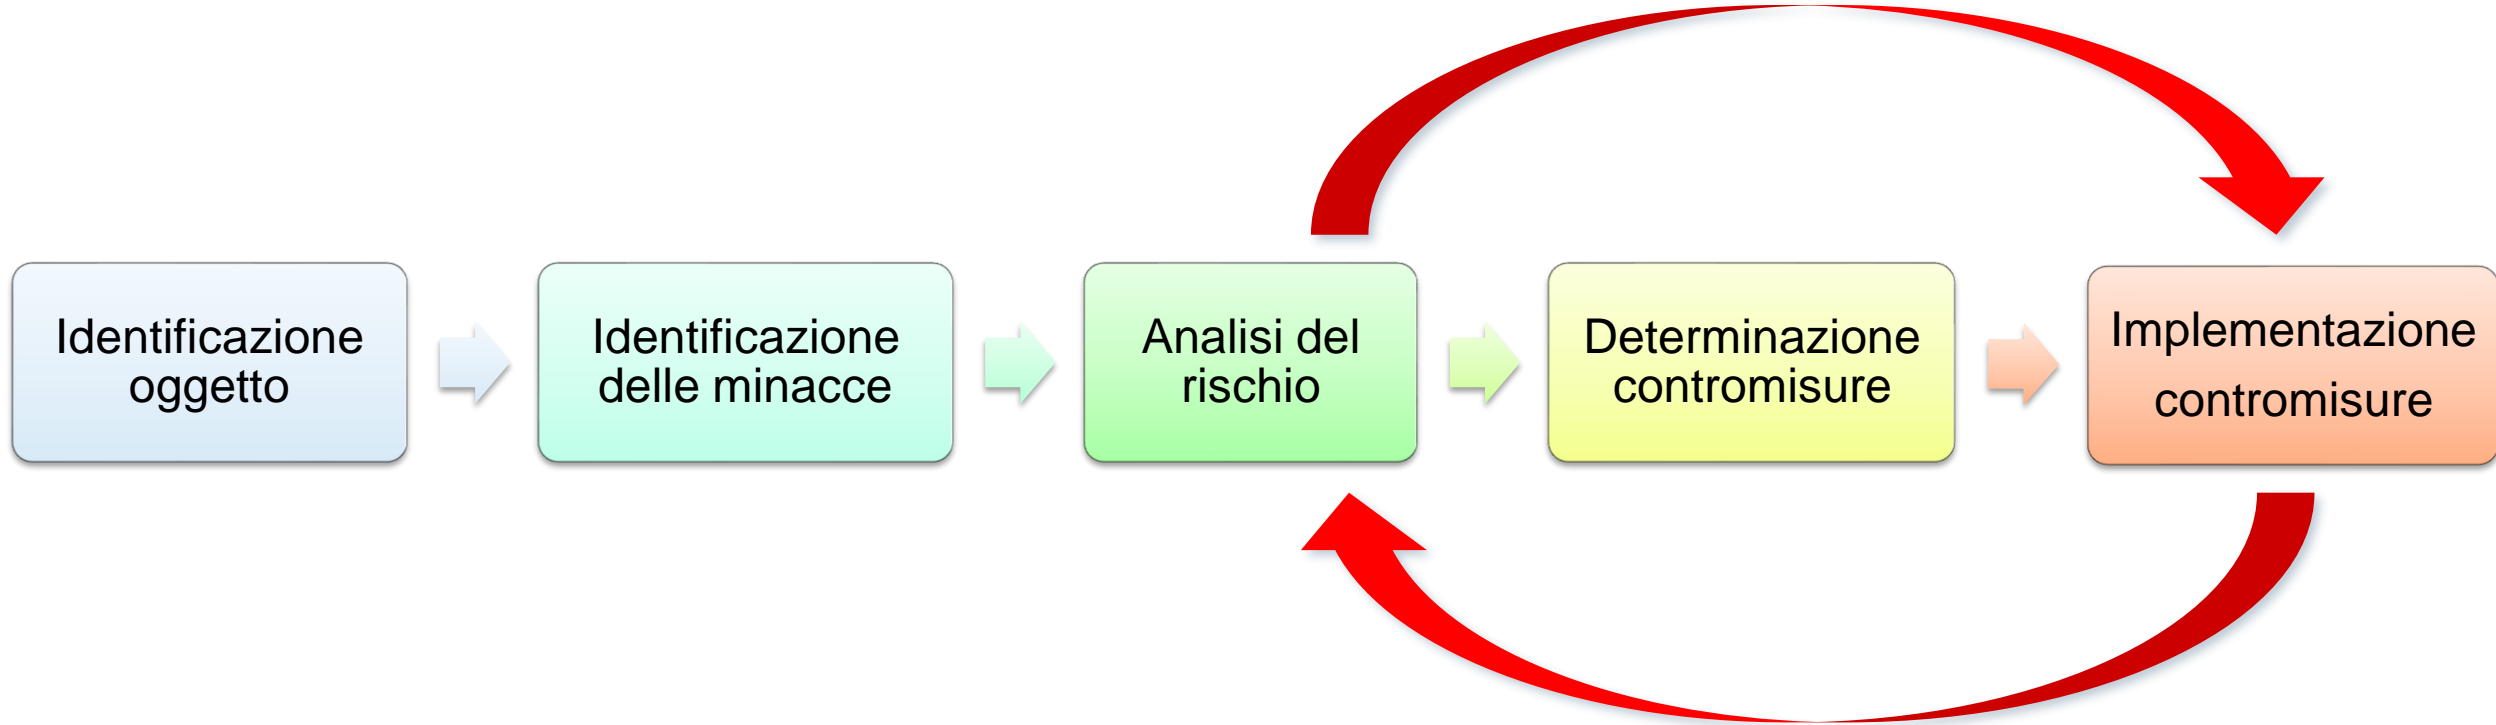 Identificazione
oggetto
Identificazione
delle minacce
Analisi del
rischio
Determinazione
contromisure
Implementazione
contromisure